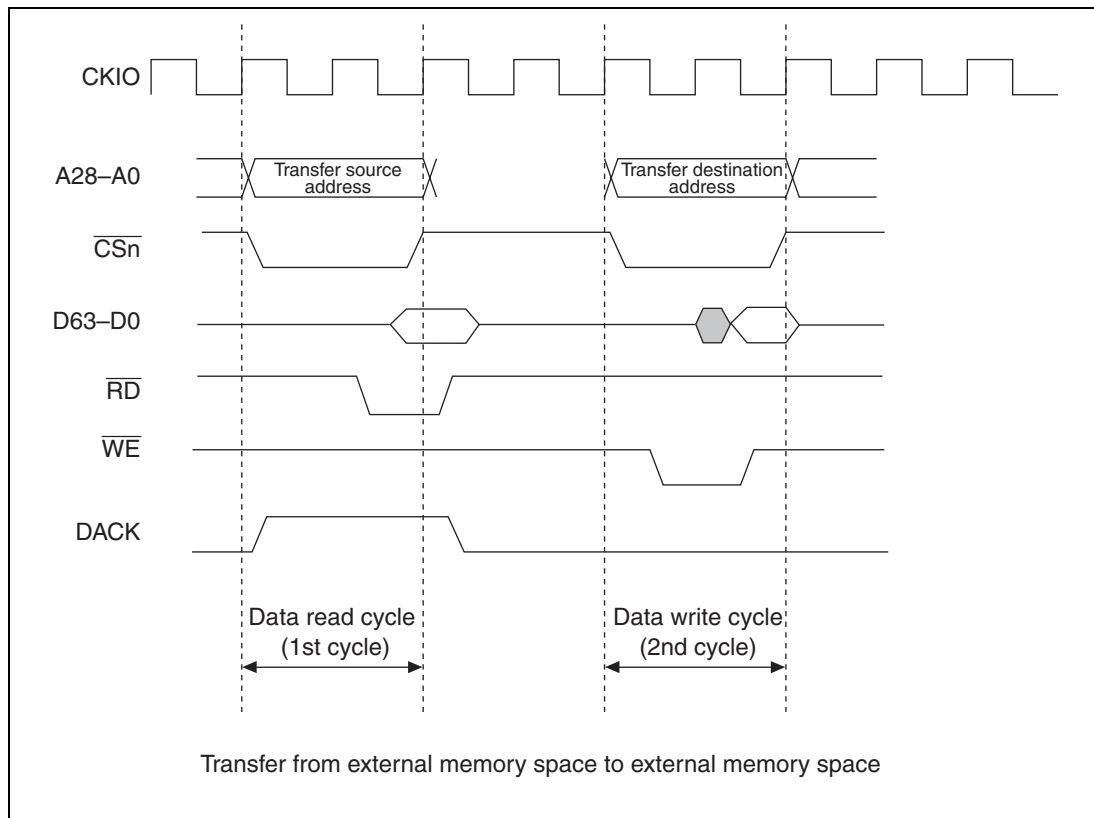 CKIO
A28–A0
Transfer source
address
Transfer destination
address
CSn
D63–D0
RD
WE
DACK
Data read cycle
(1st cycle)
Data write cycle
(2nd cycle)
Transfer from external memory space to external memory space